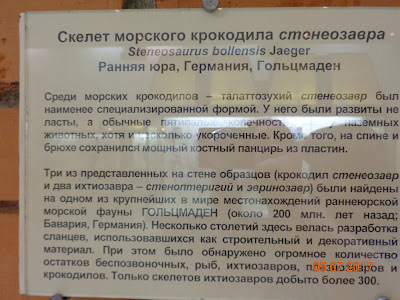 Скелет морского крокодила стенеозавра
Steneosaurus bollensis Jaeger
Ранняя юра, Германия, Гольцмаден
Среди морских крокодилов – талаттозухий стенеозавр был
наименее специализированной формой. У него были развиты не
ласты, а обычные пятипалые конечности, как у наземных
животных, хотя и несколько укороченные. Кроме того, на спине и
брюхе сохранился мощный костный панцирь из пластин.
Три из представленных на стене образцов (крокодил стенеозавр
и два ихтиозавра – стеноптеригий и эвринозавр) были найдены
на одном из крупнейших в мире местонахождений раннеюрской
морской фауны ГОЛЬЦМАДЕН (около 200 млн. лет назад;
Бавария, Германия). Несколько столетий здесь велась разработка
сланцев, использовавшихся как строительный и декоративный
материал. При этом было обнаружено огромное количество
остатков беспозвоночных, рыб, ихтиозавров, плезиозавров и
крокодилов. Только скелетов ихтиозавров добыто более 300.